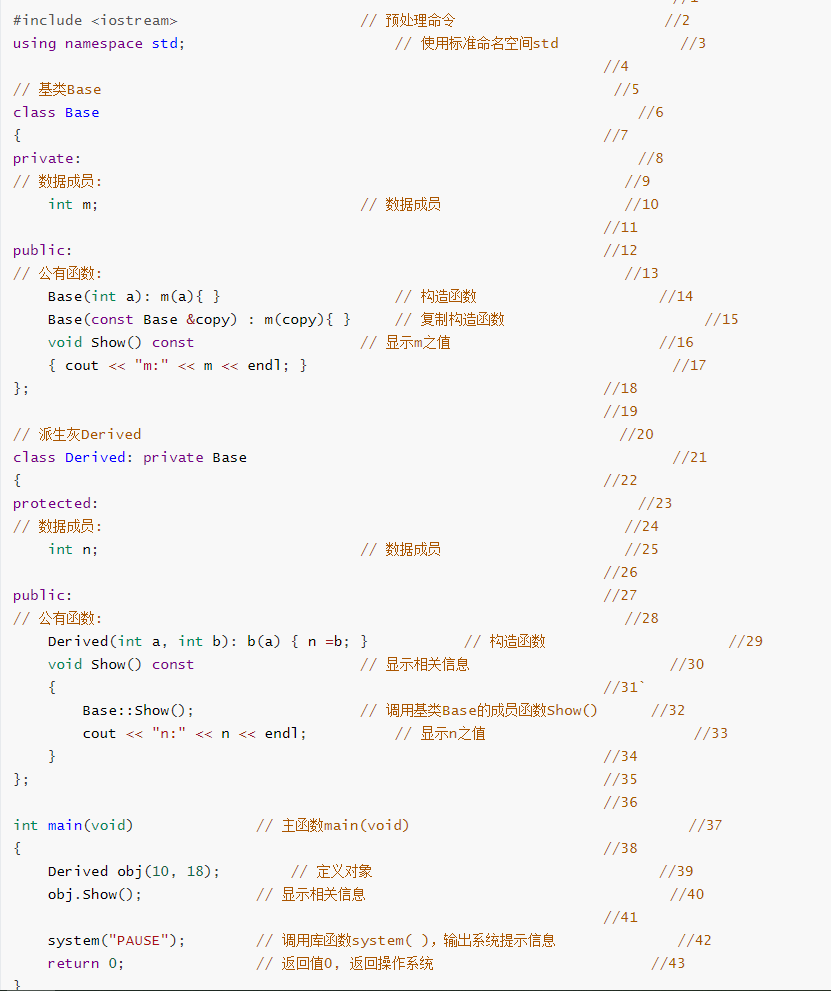 //1
#include <iostream> // 预处理命令 //2
using namespace std; // 使用标准命名空间std //3
//4
// 基类Base //5
class Base //6
{ //7
private: //8
// 数据成员: //9
int m; // 数据成员 //10
//11
public: //12
// 公有函数: //13
Base(int a): m(a){ } // 构造函数 //14
Base(const Base &copy) : m(copy){ } // 复制构造函数 //15
void Show() const // 显示m之值 //16
{ cout << "m:" << m << endl; } //17
}; //18
//19
// 派生灰Derived //20
class Derived: private Base //21
{ //22
protected: //23
// 数据成员: //24
int n; // 数据成员 //25
//26
public: //27
// 公有函数: //28
Derived(int a, int b): b(a) { n =b; } // 构造函数 //29
void Show() const // 显示相关信息 //30
{ //31`
Base::Show(); // 调用基类Base的成员函数Show() //32
cout << "n:" << n << endl; // 显示n之值 //33
} //34
}; //35
//36
int main(void) // 主函数main(void) //37
{ //38
Derived obj(10, 18); // 定义对象 //39
obj.Show(); // 显示相关信息 //40
//41
system("PAUSE"); // 调用库函数system( ),输出系统提示信息 //42
return 0; // 返回值0, 返回操作系统 //43
}